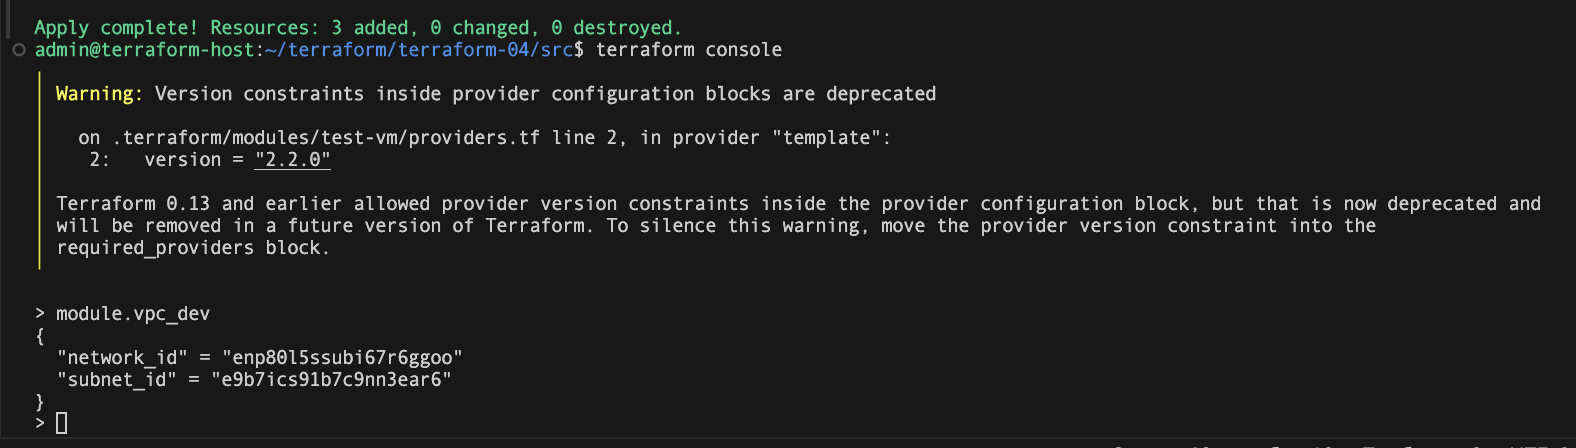 Apply complete! Resources: 3 added, 0 changed, 0 destroyed.
admin@terraform-host:~/terraform/terraform-04/src$ terraform console
Warning: Version constraints inside provider configuration blocks are deprecated
on .terraform/modules/test-vm/providers.tf line 2, in provider "template":
2: version = "2.2.0"
Terraform 0.13 and earlier allowed provider version constraints inside the provider configuration block, but that is now deprecated and
will be removed in a future version of Terraform. To silence this warning, move the provider version constraint into the
required_providers block.
> module.vpc_dev
{
"network_id" = "enp80l5ssubi67r6ggoo"
"subnet_id" = "e9b7ics91b7c9nn3ear6"
}
>